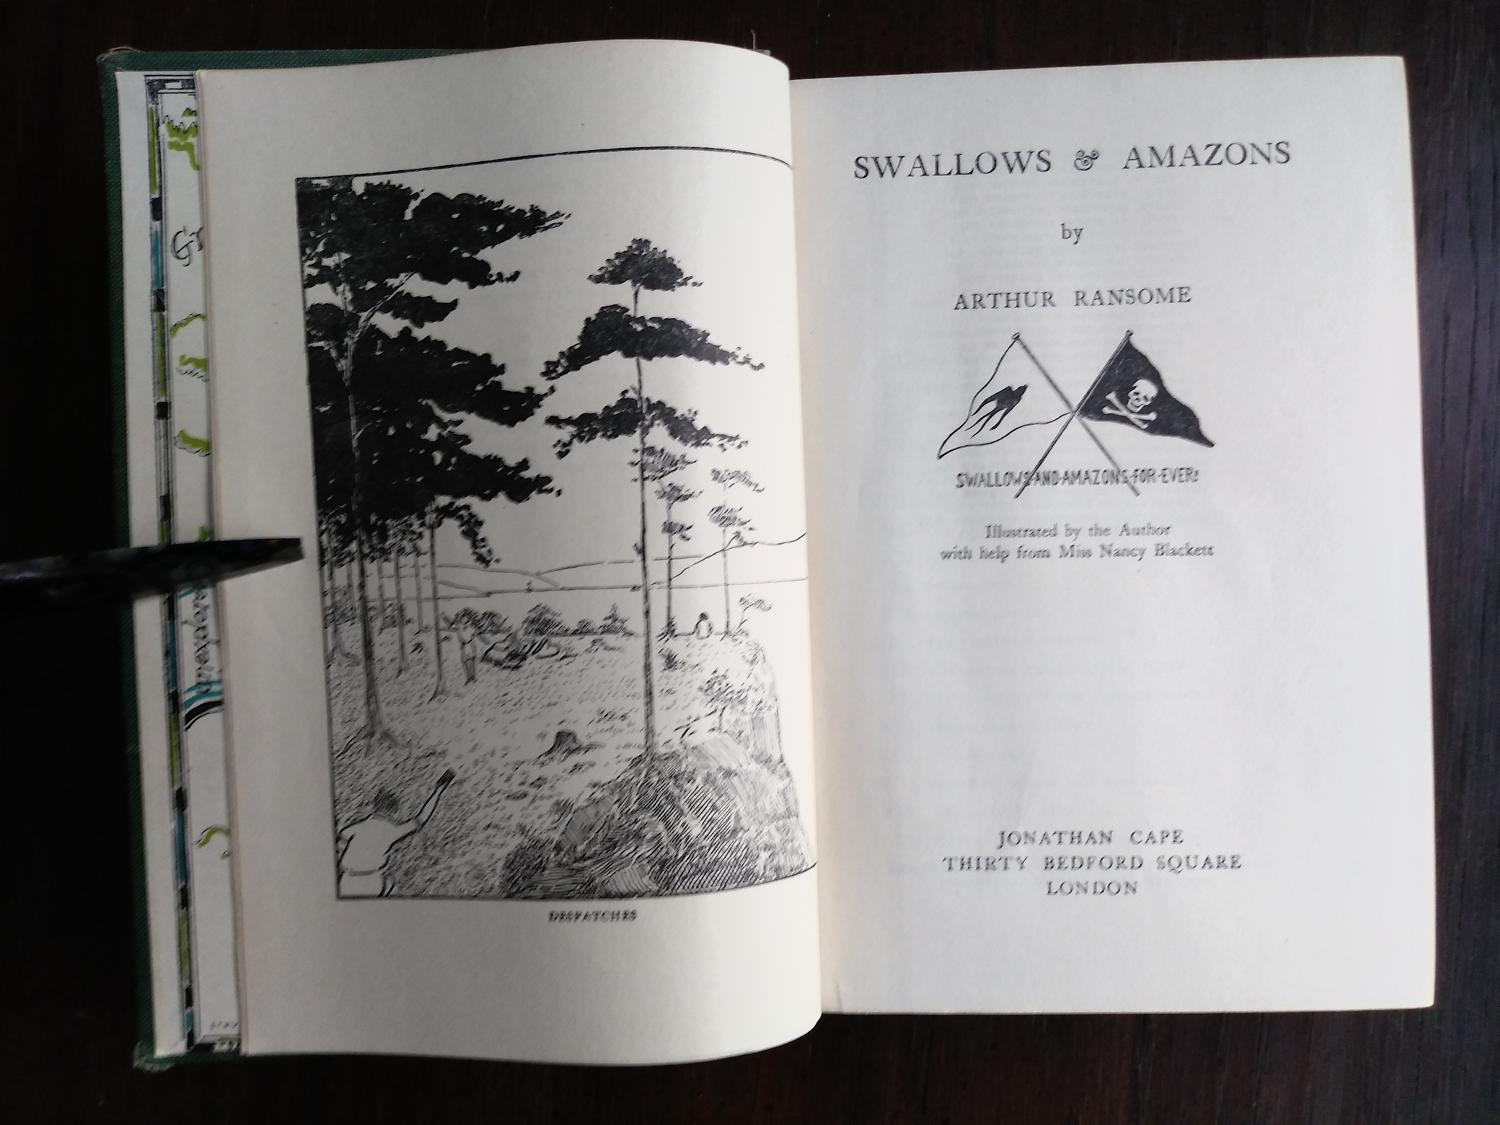 DESPATCHES
SWALLOWS & AMAZONS
by
ARTHUR RANSOME
SWALLOWS·AND·AMAZONS·FOR·EVER!
Illustrated by the Author
with help from Miss Nancy Blackett
JONATHAN CAPE
THIRTY BEDFORD SQUARE
LONDON